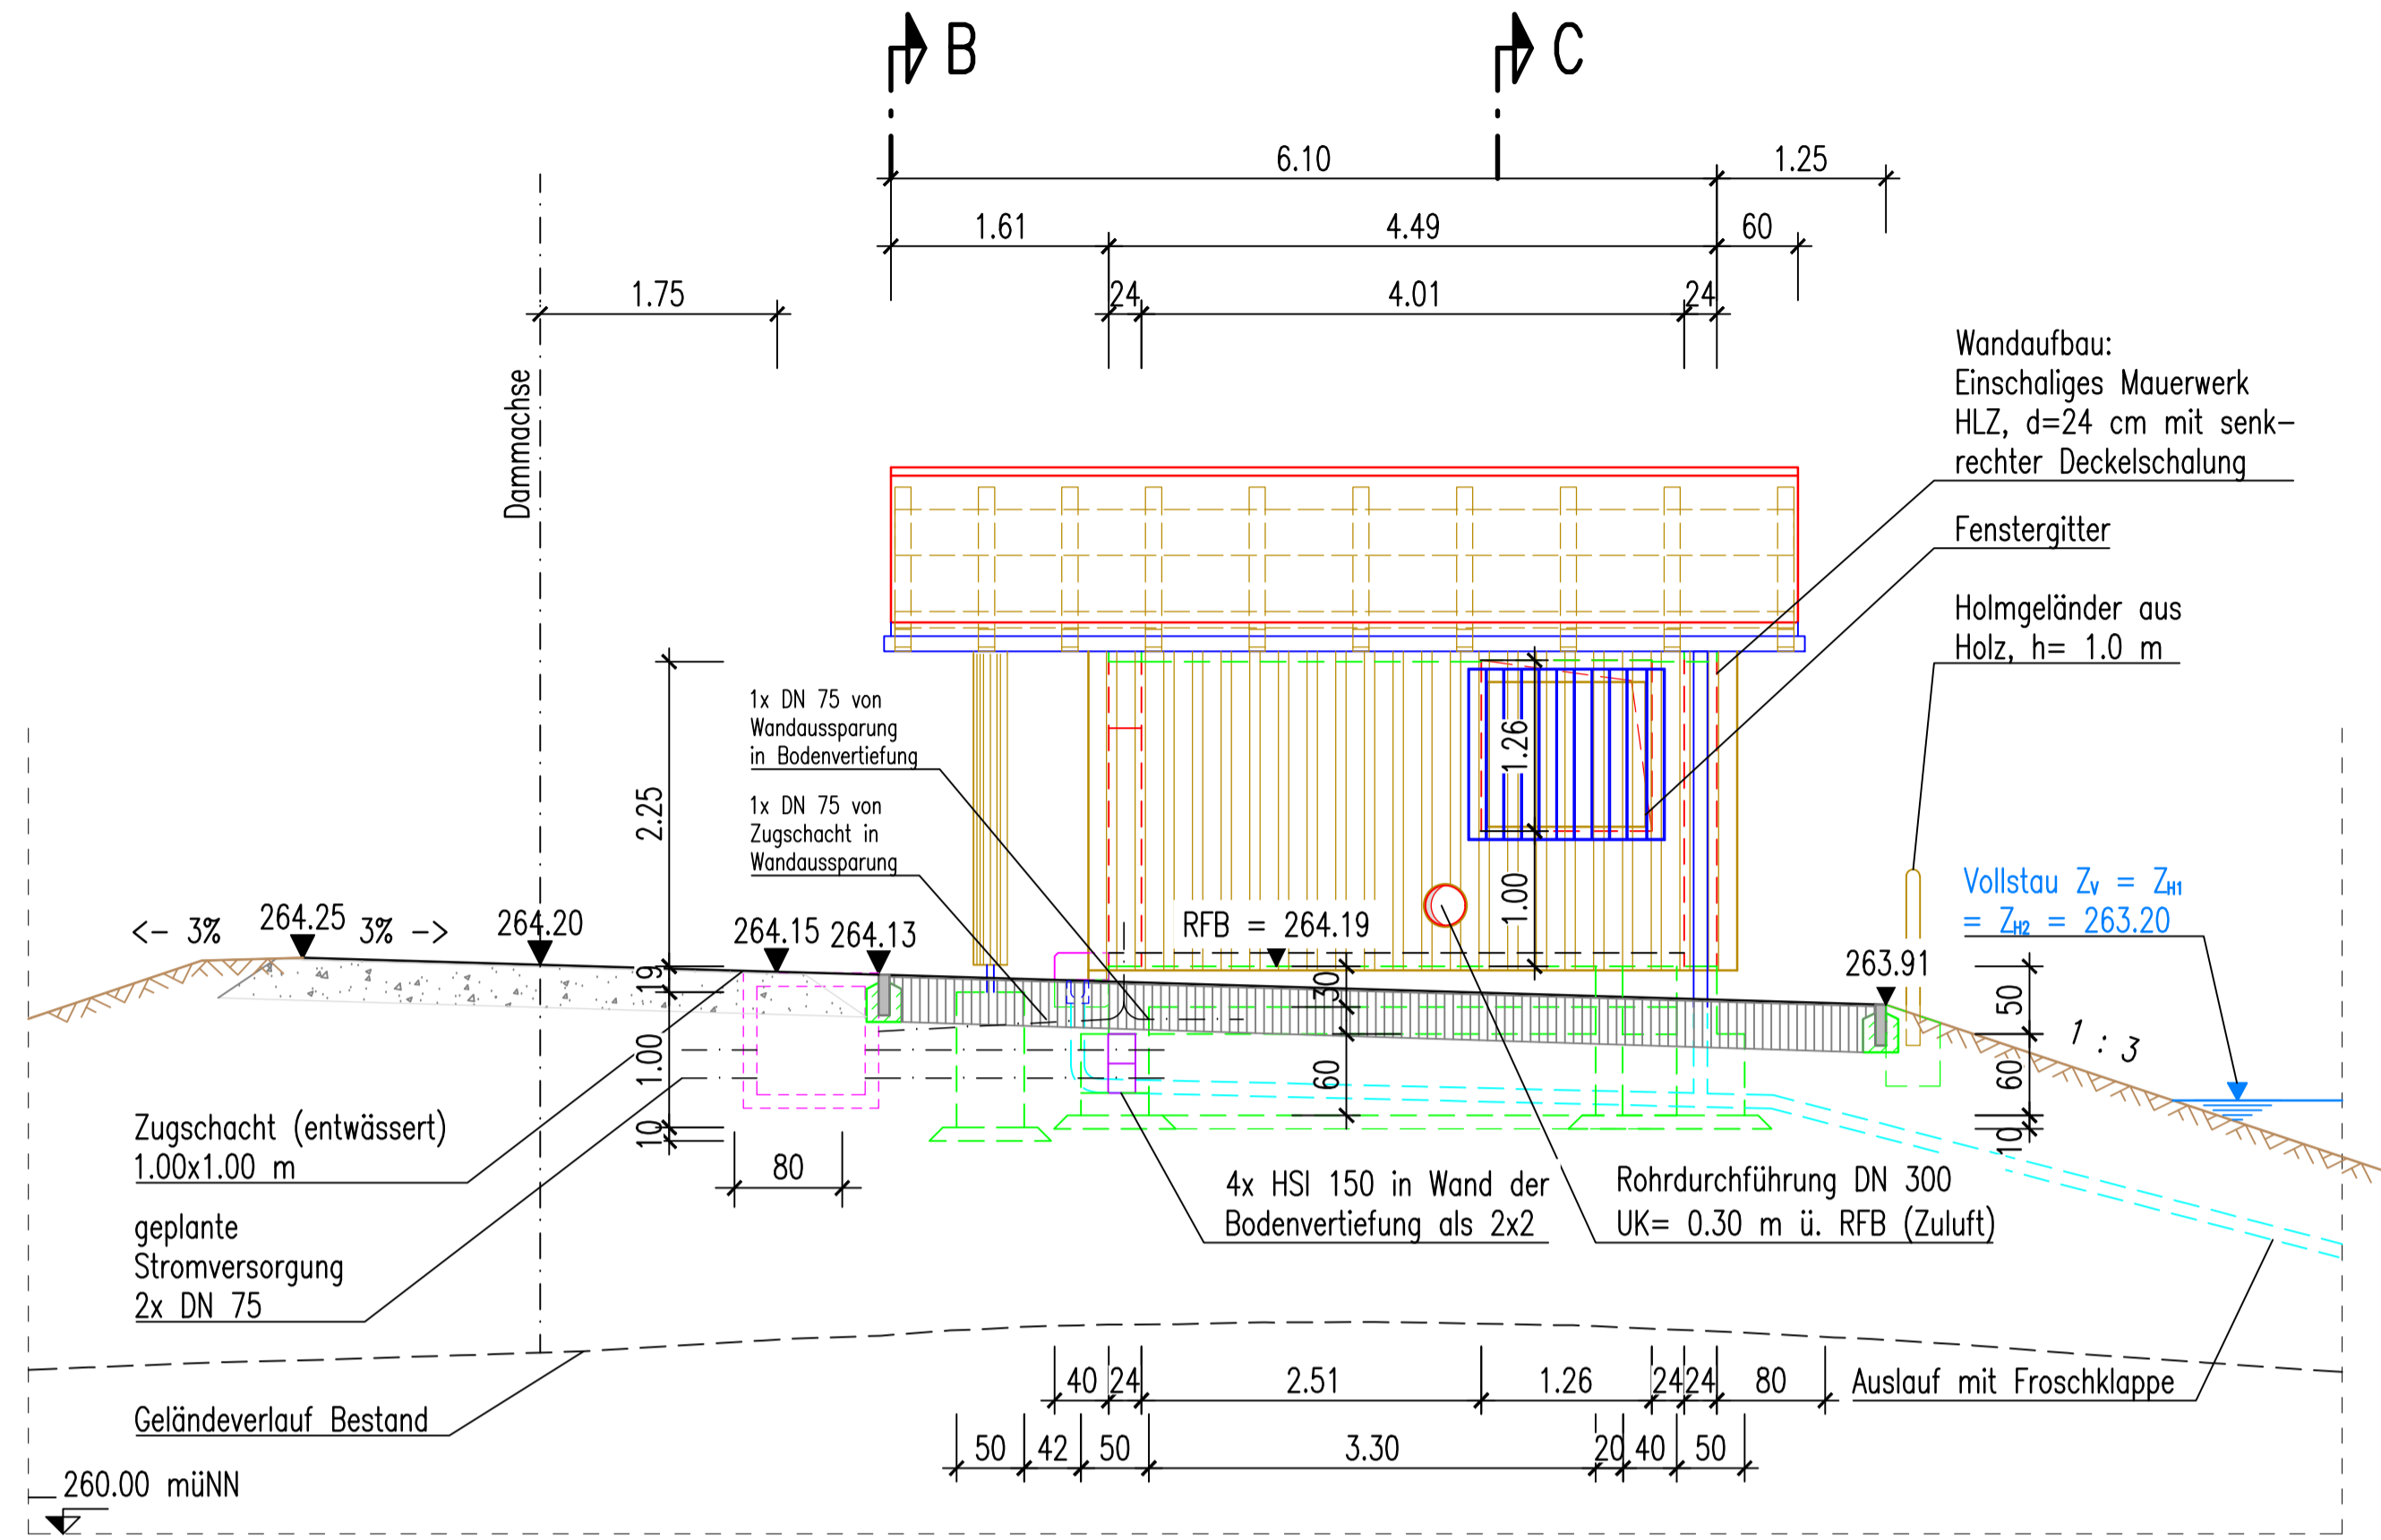 B
C
6.10
1.25
1.61
4.49
60
1.75
24
4.01
24
Dammachse
Wandaufbau:
Einschaliges Mauerwerk
HLZ, d=24 cm mit senk-
rechter Deckelschalung
Fenstergitter
Holmgeländer aus
Holz, h= 1.0 m
1x DN 75 von
Wandaussparung
in Bodenvertiefung
1x DN 75 von
Zugschacht in
Wandaussparung
2.25
1.26
1.00
Vollstau ZV = ZH1
= ZH2 = 263.20
<- 3%
264.25
3% ->
264.20
264.15
264.13
RFB = 264.19
263.91
19
1.00
10
30
60
50
60
10
1 : 3
Zugschacht (entwässert)
1.00x1.00 m
80
geplante
Stromversorgung
2x DN 75
4x HSI 150 in Wand der
Bodenvertiefung als 2x2
Rohrdurchführung DN 300
UK= 0.30 m ü. RFB (Zuluft)
40
24
2.51
1.26
24
24
80
Auslauf mit Froschklappe
Geländeverlauf Bestand
50
42
50
3.30
20
40
50
260.00 müNN